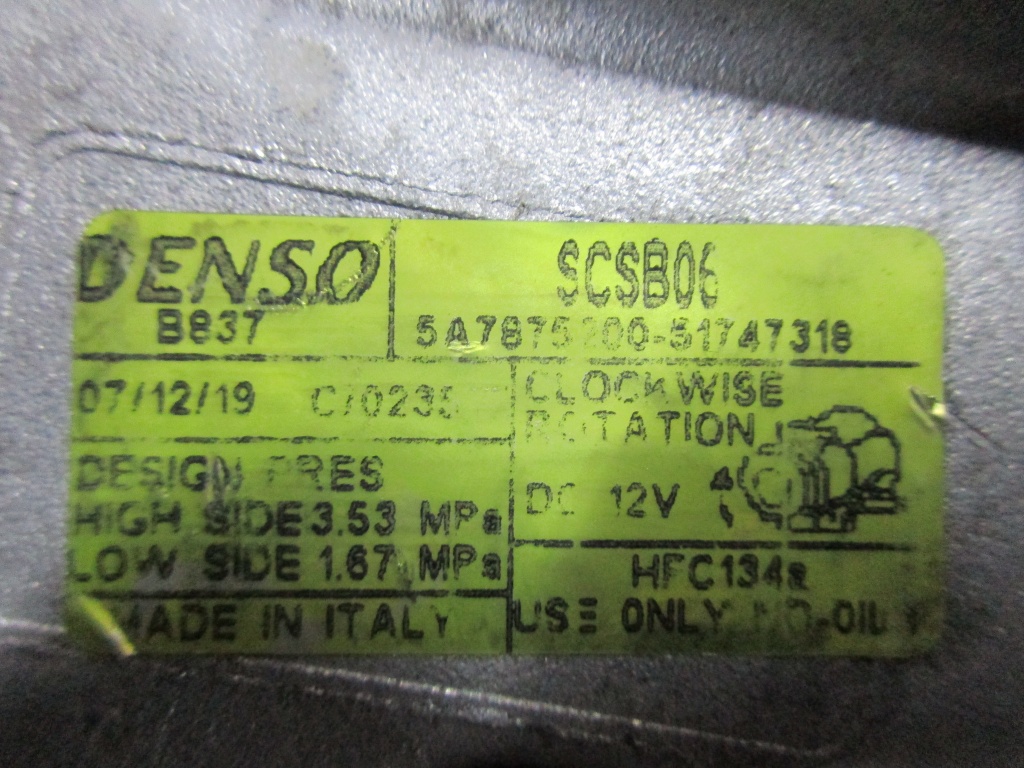 DENSO
B837
SCSB06
5A7875200-51747318
07/12/19
CLOCKWISE
ROTATION
DC 12V
DESIGN PRES
HIGH SIDE 3.53 MPa
LOW SIDE 1.67 MPa
HFC134a
MADE IN ITALY
USE ONLY